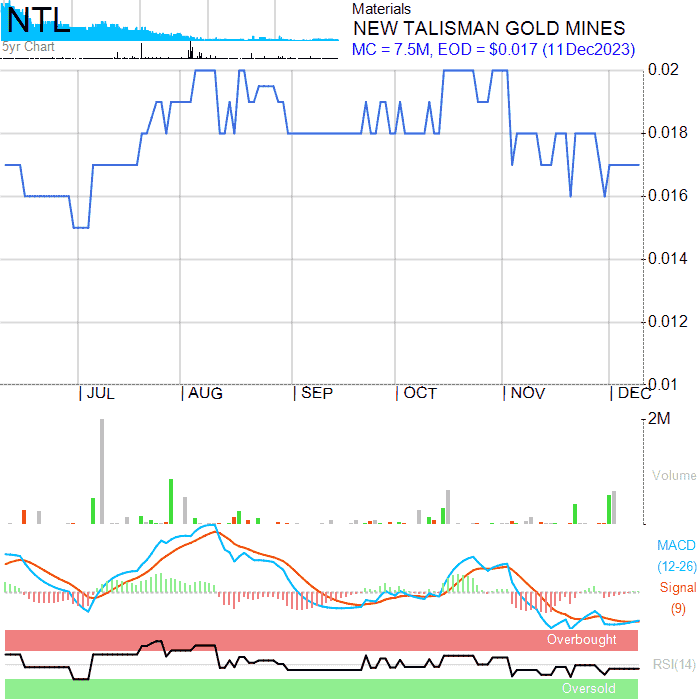 NTL
5yr Chart
Materials
NEW TALISMAN GOLD MINES
MC = 7.5M, EOD = $0.017 (11Dec2023)
0.02
0.018
0.016
0.014
0.012
0.01
JUL AUG SEP OCT NOV DEC
2M
Volume
MACD
(12-26)
Signal
(9)
Overbought
RSI(14)
Oversold